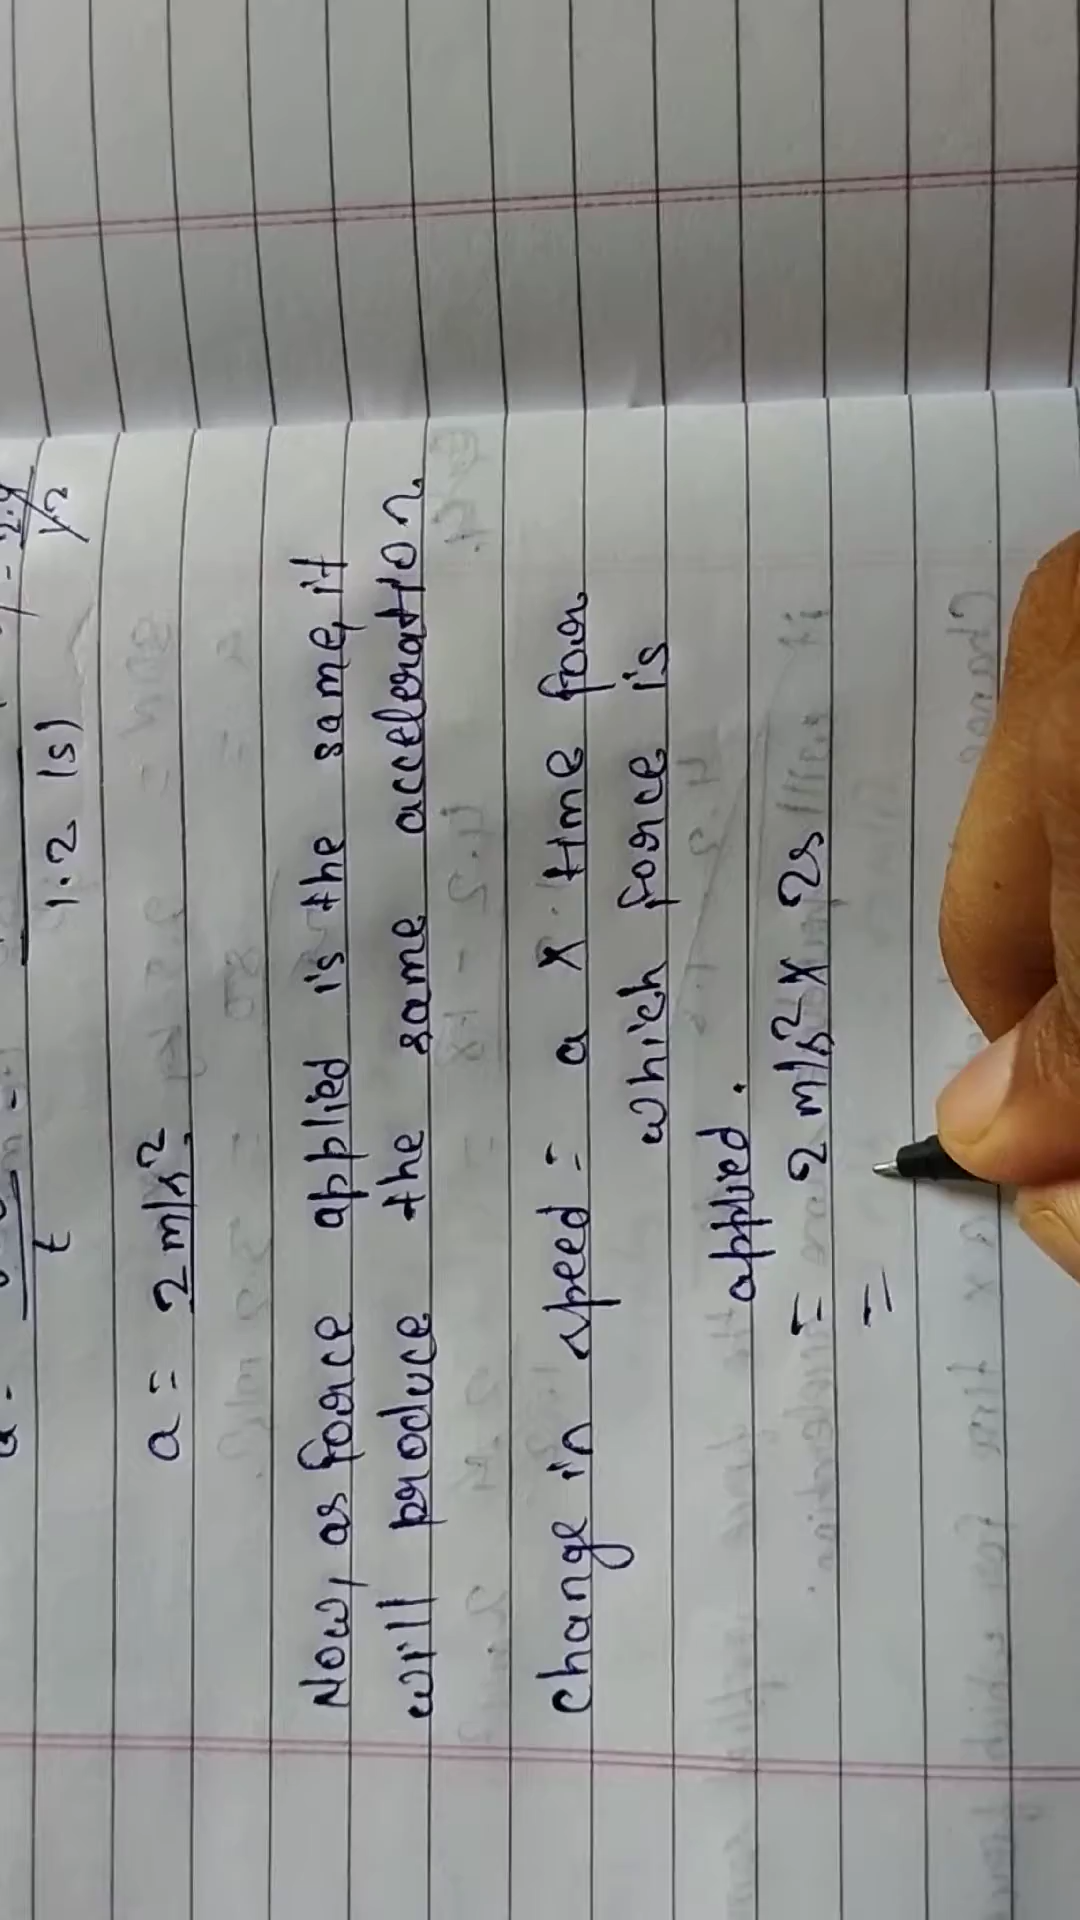 1.2 (s)
t
a = 2 m/s²
Now, as force applied is the same, it
will produce the same acceleration.
Change in speed = a x time for
which force is
applied.
= 2 m/s² x 2s
=